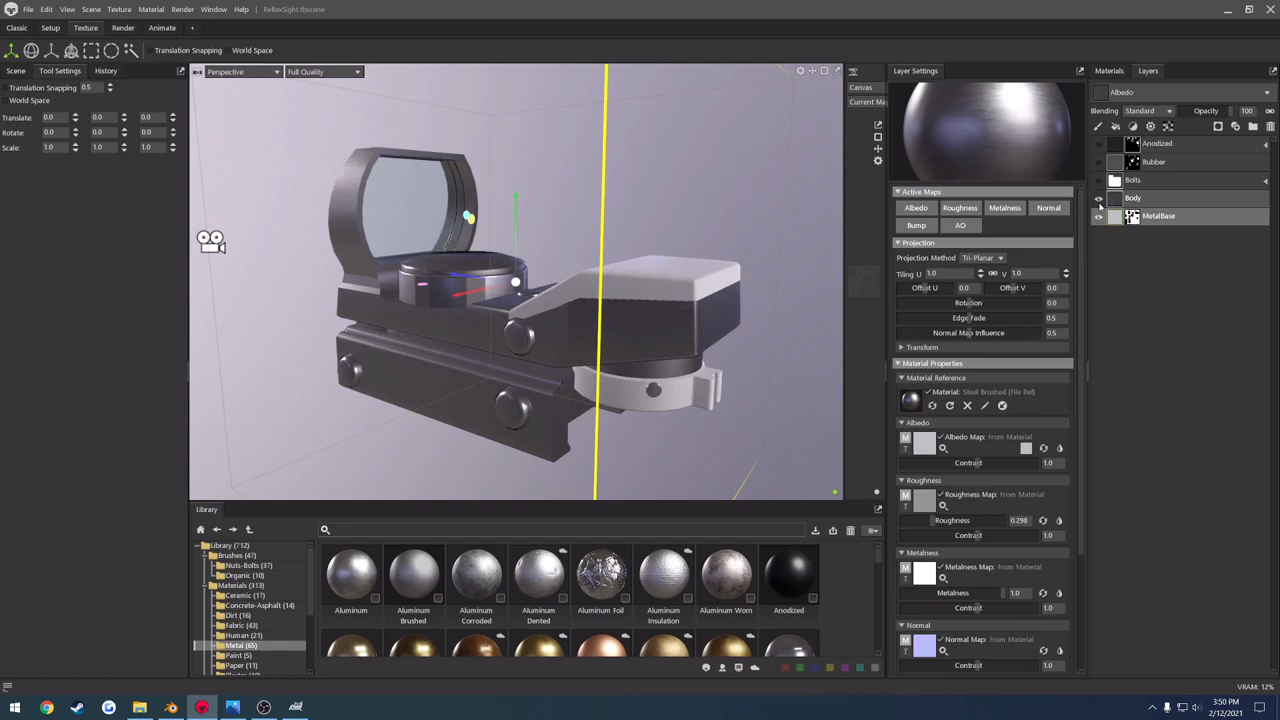 File Edit View Scene Texture Material Render Window Help ReflexSight.tbscene
Classic Setup Texture Render Animate +
Translation Snapping World Space
Scene Tool Settings History
Translation Snapping 0.5
World Space
Translate: 0.0 0.0 0.0
Rotate: 0.0 0.0 0.0
Scale: 1.0 1.0 1.0
Perspective Full Quality
Canvas
Current Ma
Layer Settings
Active Maps
Albedo Roughness Metalness Normal
Bump AO
Projection
Projection Method Tri-Planar
Tiling U 1.0 V 1.0
Offset U 0.0 Offset V 0.0
Rotation 0.0
Edge Fade 0.5
Normal Map Influence 0.5
Transform
Material Properties
Material Reference
Material: Steel Brushed (File Ref)
Albedo
M Albedo Map: From Material
T
Contrast 1.0
Roughness
M Roughness Map: From Material
T
Roughness 0.298
Contrast 1.0
Metalness
M Metalness Map: From Material
T
Metalness 1.0
Contrast 1.0
Normal
M Normal Map: From Material
T
Contrast 1.0
Materials Layers
Albedo
Blending Standard Opacity 100
Anodized
Rubber
Bolts
Body
MetalBase
Library
Library (712)
Brushes (47)
Nuts-Bolts (37)
Organic (10)
Materials (313)
Ceramic (17)
Concrete-Asphalt (14)
Dirt (16)
Fabric (43)
Human (21)
Metal (65)
Paint (5)
Paper (11)
Aluminum
Aluminum Brushed
Aluminum Corroded
Aluminum Dented
Aluminum Foil
Aluminum Insulation
Aluminum Worn
Anodized
VRAM: 12%
3:50 PM
2/12/2021